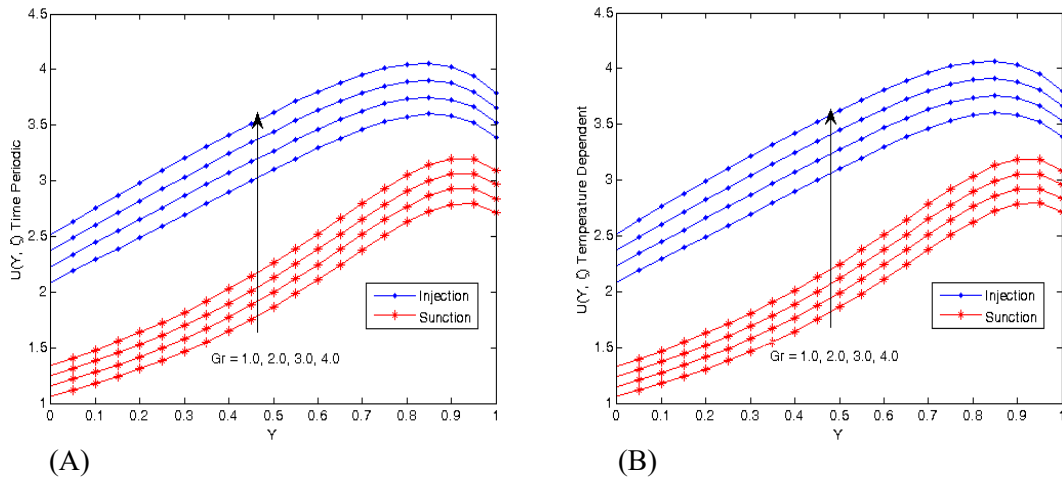 4.5
4
3.5
3
2.5
2
1.5
1
U(Y, ζ) Time Periodic
Injection
Sunction
Gr = 1.0, 2.0, 3.0, 4.0
0 0.1 0.2 0.3 0.4 0.5 0.6 0.7 0.8 0.9 1
Y
(A)
4.5
4
3.5
3
2.5
2
1.5
1
U(Y, ζ) Temperature Dependent
Injection
Sunction
Gr = 1.0, 2.0, 3.0, 4.0
0 0.1 0.2 0.3 0.4 0.5 0.6 0.7 0.8 0.9 1
Y
(B)